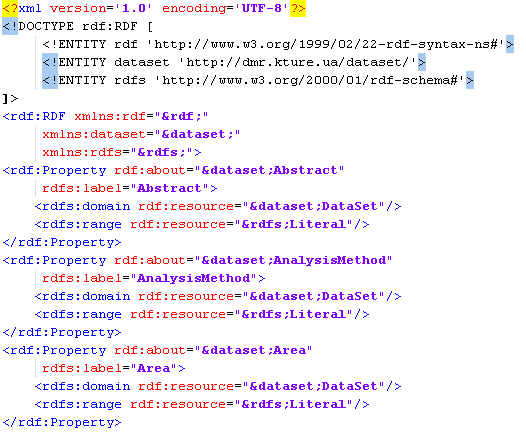 <?xml version='1.0' encoding='UTF-8'?>
<!DOCTYPE rdf:RDF [
<!ENTITY rdf 'http://www.w3.org/1999/02/22-rdf-syntax-ns#'>
<!ENTITY dataset 'http://dmr.kture.ua/dataset/'>
<!ENTITY rdfs 'http://www.w3.org/2000/01/rdf-schema#'>
]>
<rdf:RDF xmlns:rdf="&rdf;"
xmlns:dataset="&dataset;"
xmlns:rdfs="&rdfs;">
<rdf:Property rdf:about="&dataset;Abstract"
rdfs:label="Abstract">
<rdfs:domain rdf:resource="&dataset;DataSet"/>
<rdfs:range rdf:resource="&rdfs;Literal"/>
</rdf:Property>
<rdf:Property rdf:about="&dataset;AnalysisMethod"
rdfs:label="AnalysisMethod">
<rdfs:domain rdf:resource="&dataset;DataSet"/>
<rdfs:range rdf:resource="&rdfs;Literal"/>
</rdf:Property>
<rdf:Property rdf:about="&dataset;Area"
rdfs:label="Area">
<rdfs:domain rdf:resource="&dataset;DataSet"/>
<rdfs:range rdf:resource="&rdfs;Literal"/>
</rdf:Property>